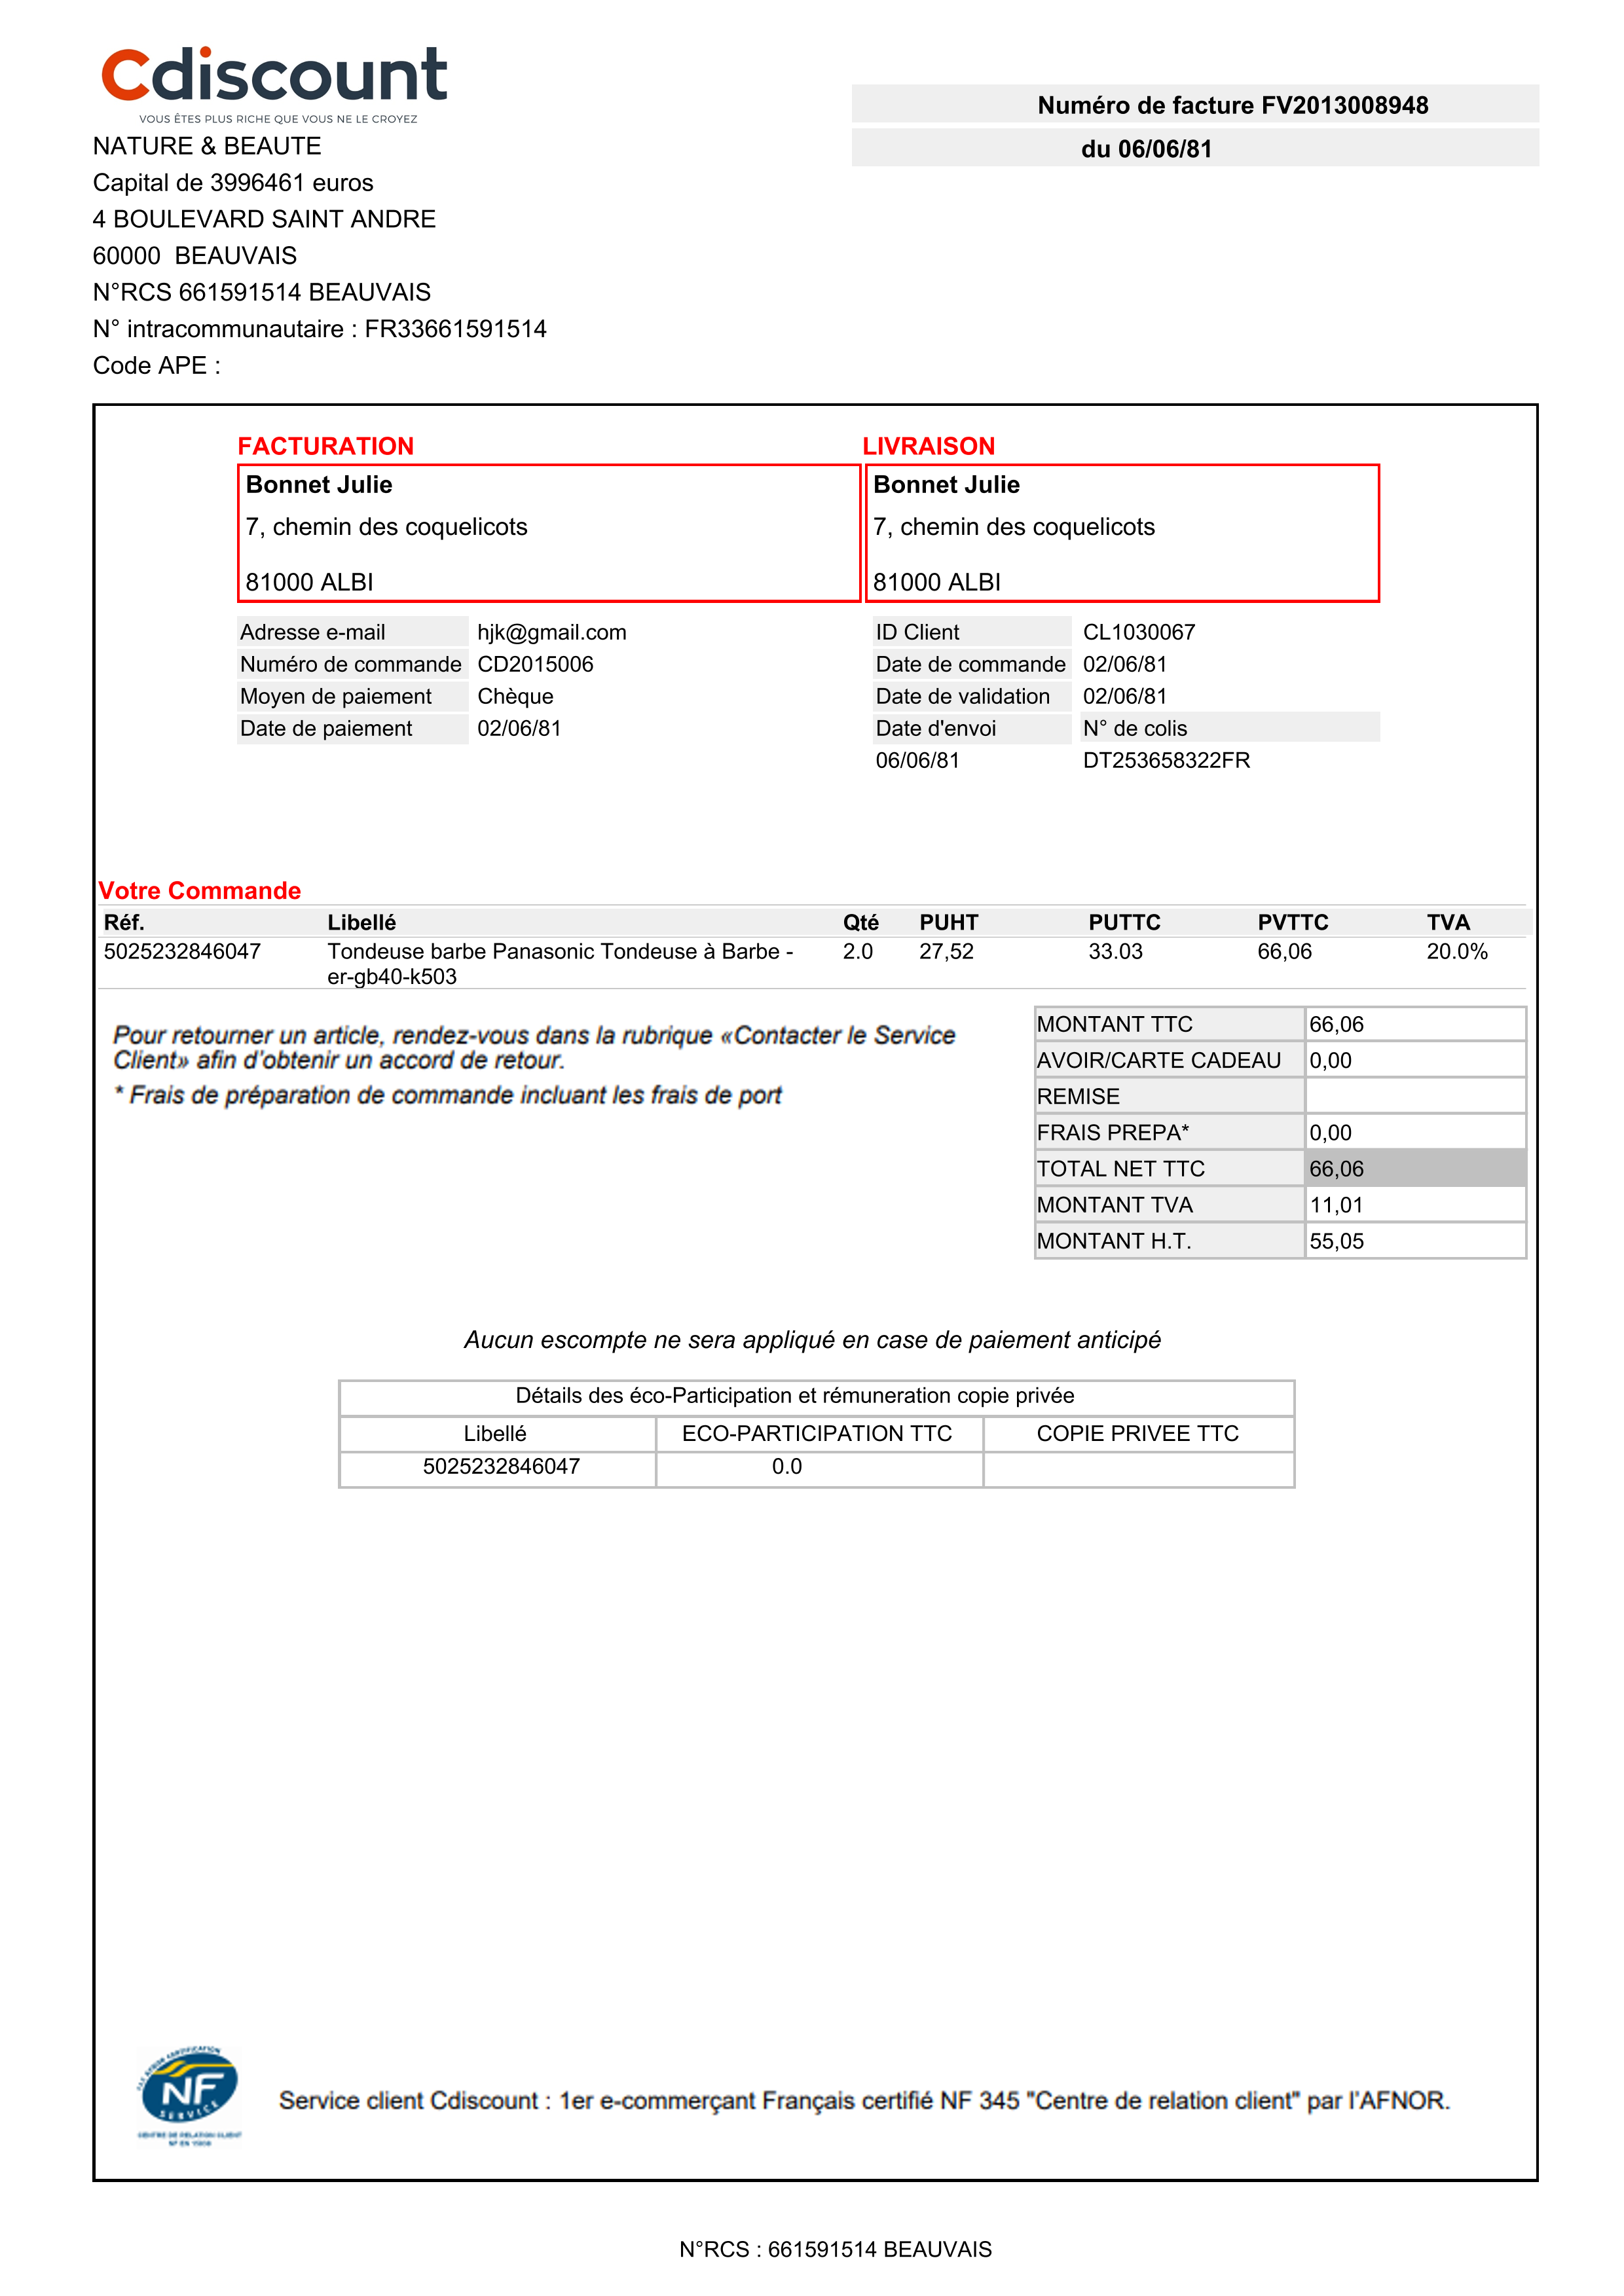 Cdiscount
VOUS ÊTES PLUS RICHE QUE VOUS NE LE CROYEZ
Numéro de facture FV2013008948
du 06/06/81
NATURE & BEAUTE
Capital de 3996461 euros
4 BOULEVARD SAINT ANDRE
60000 BEAUVAIS
N°RCS 661591514 BEAUVAIS
N° intracommunautaire : FR33661591514
Code APE :
FACTURATION
Bonnet Julie
7, chemin des coquelicots
81000 ALBI
LIVRAISON
Bonnet Julie
7, chemin des coquelicots
81000 ALBI
Adresse e-mail hjk@gmail.com
Numéro de commande CD2015006
Moyen de paiement Chèque
Date de paiement 02/06/81
ID Client CL1030067
Date de commande 02/06/81
Date de validation 02/06/81
Date d'envoi N° de colis
06/06/81 DT253658322FR
Votre Commande
Réf. Libellé Qté PUHT PUTTC PVTTC TVA
5025232846047 Tondeuse barbe Panasonic Tondeuse à Barbe - 2.0 27,52 33.03 66,06 20.0%
er-gb40-k503
Pour retourner un article, rendez-vous dans la rubrique «Contacter le Service
Client» afin d'obtenir un accord de retour.
* Frais de préparation de commande incluant les frais de port
MONTANT TTC 66,06
AVOIR/CARTE CADEAU 0,00
REMISE
FRAIS PREPA* 0,00
TOTAL NET TTC 66,06
MONTANT TVA 11,01
MONTANT H.T. 55,05
Aucun escompte ne sera appliqué en case de paiement anticipé
Détails des éco-Participation et rémuneration copie privée
Libellé ECO-PARTICIPATION TTC COPIE PRIVEE TTC
5025232846047 0.0
NF
SERVICE
CENTRE DE RELATION CLIENT
Service client Cdiscount : 1er e-commerçant Français certifié NF 345 "Centre de relation client" par l'AFNOR.
N°RCS : 661591514 BEAUVAIS